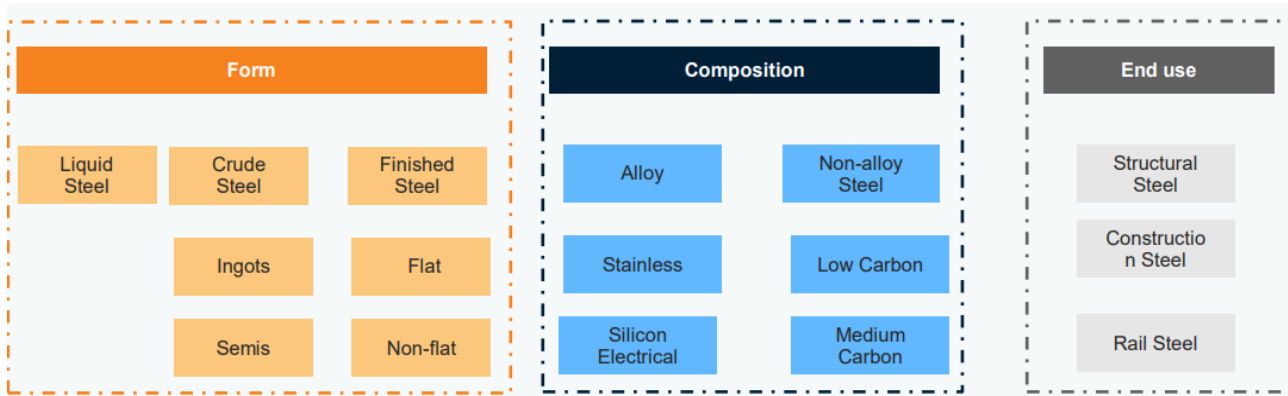 Form
Liquid
Steel
Crude
Steel
Finished
Steel
Ingots
Flat
Semis
Non-flat
Composition
Alloy
Non-alloy
Steel
Stainless
Low Carbon
Silicon
Electrical
Medium
Carbon
End use
Structural
Steel
Constructio
n Steel
Rail Steel